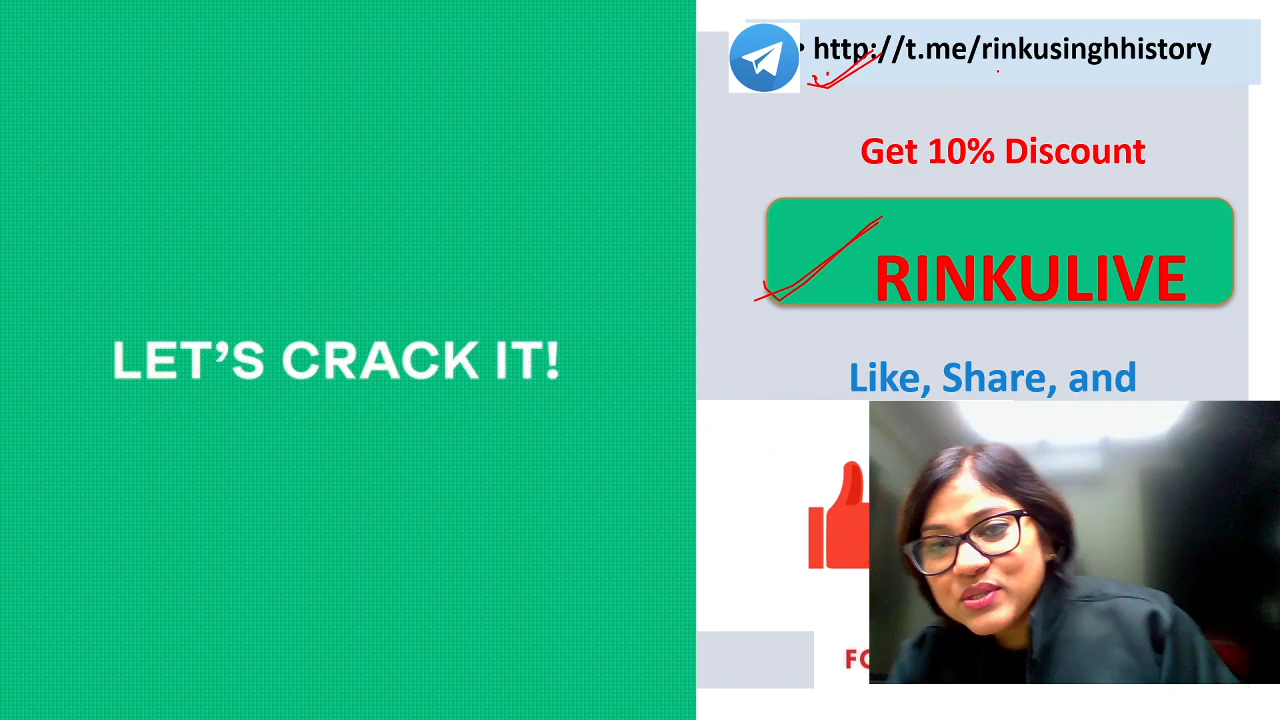 LET'S CRACK IT!
• http://t.me/rinkusinghhistory
Get 10% Discount
RINKULIVE
Like, Share, and